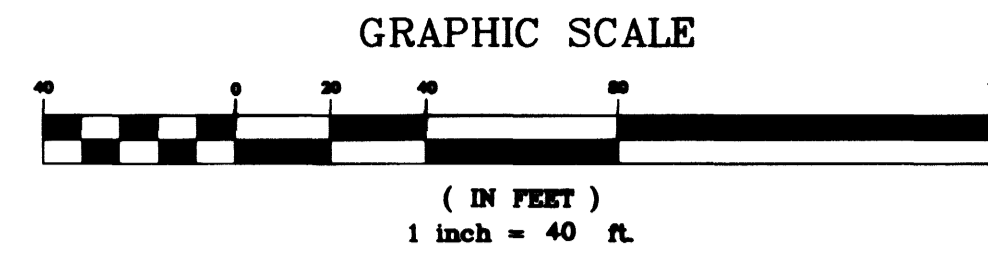 GRAPHIC SCALE
40 0 20 40 80
( IN FEET )
1 inch = 40 ft.